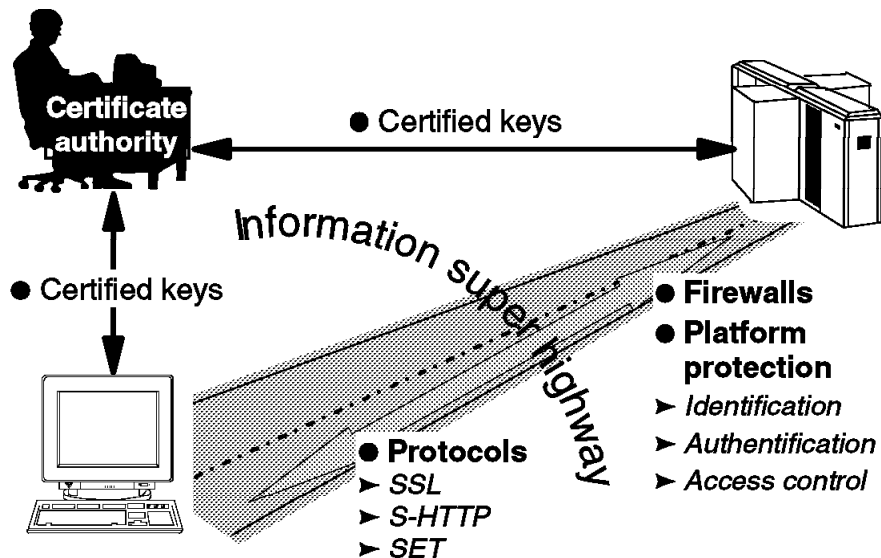 Certificate
authority
● Certified keys
Information super highway
● Certified keys
● Firewalls
● Platform
protection
➤ Identification
➤ Authentification
➤ Access control
● Protocols
➤ SSL
➤ S-HTTP
➤ SET